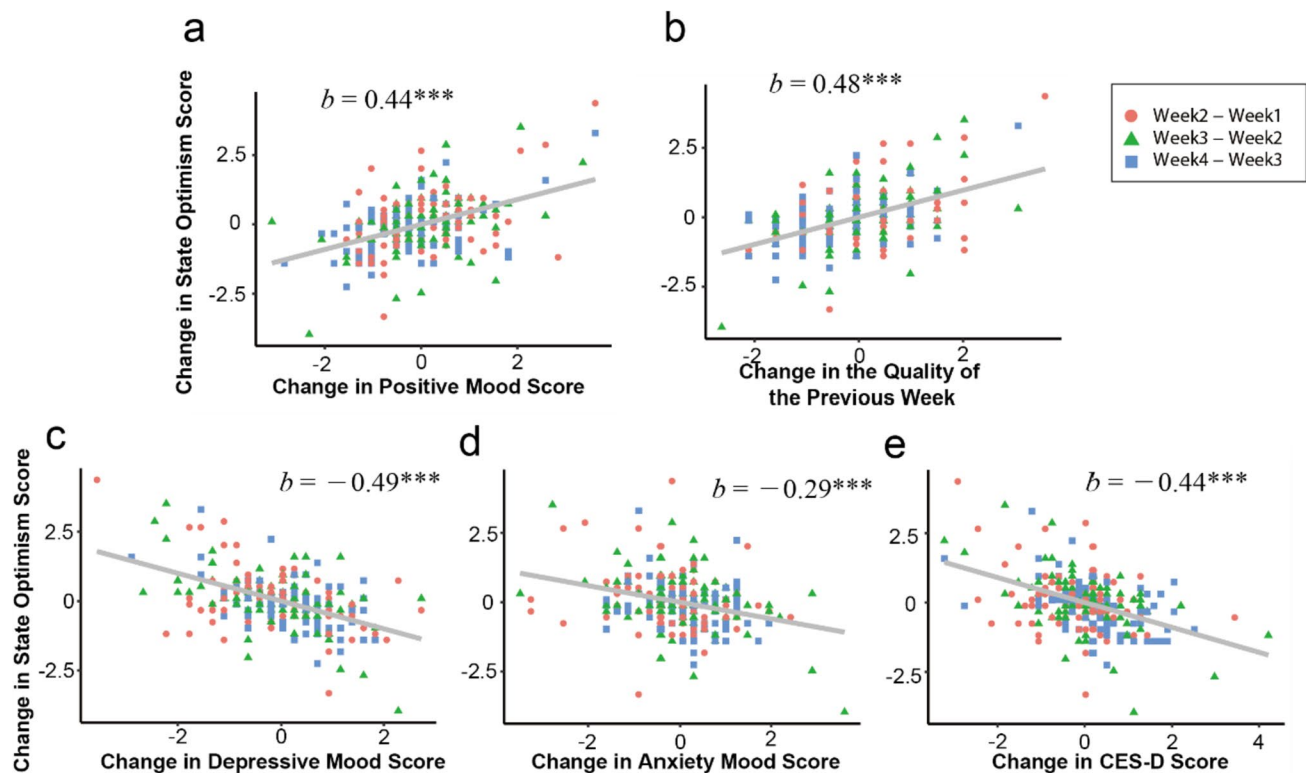 a
b = 0.44***
Change in State Optimism Score
2.5
0
-2.5
-2
0
2
Change in Positive Mood Score
b
b = 0.48***
2.5
0
-2.5
-2
0
2
Change in the Quality of
the Previous Week
Week2 – Week1
Week3 – Week2
Week4 – Week3
c
b = −0.49***
Change in State Optimism Score
2.5
0
-2.5
-2
0
2
Change in Depressive Mood Score
d
b = −0.29***
2.5
0
-2.5
-2
0
2
Change in Anxiety Mood Score
e
b = −0.44***
2.5
0
-2.5
-2
0
2
4
Change in CES-D Score